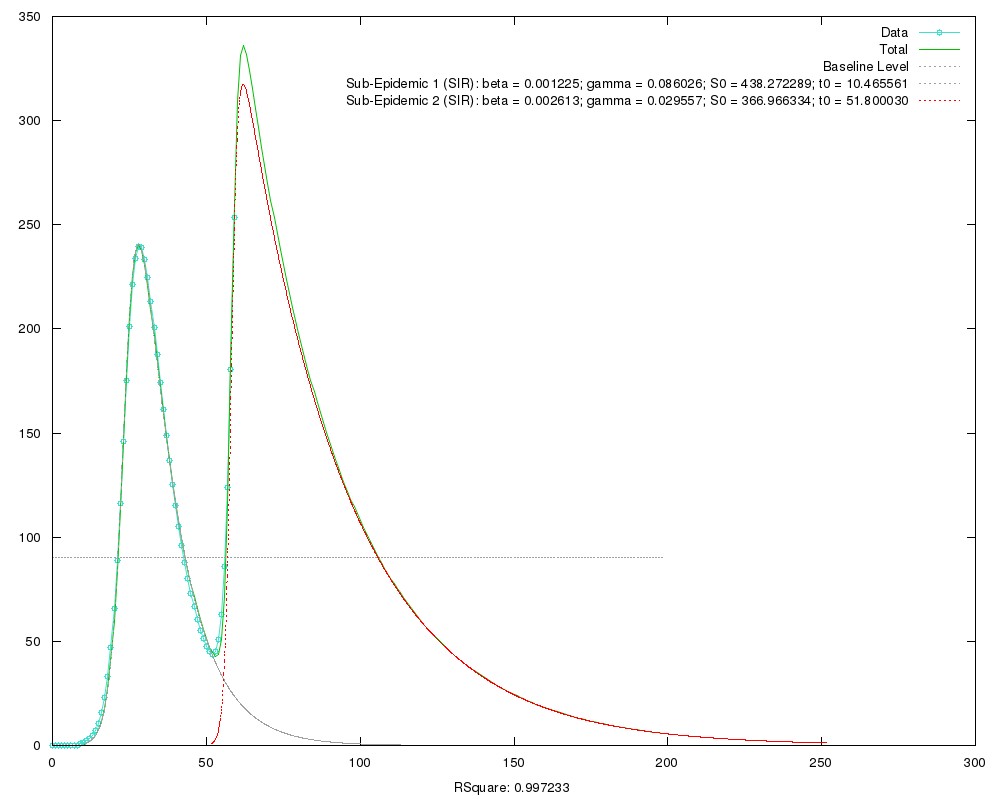 350
300
250
200
150
100
50
0
0 50 100 150 200 250 300
Data
Total
Baseline Level
Sub-Epidemic 1 (SIR): beta = 0.001225; gamma = 0.086026; S0 = 438.272289; t0 = 10.465561
Sub-Epidemic 2 (SIR): beta = 0.002613; gamma = 0.029557; S0 = 366.966334; t0 = 51.800030
RSquare: 0.997233